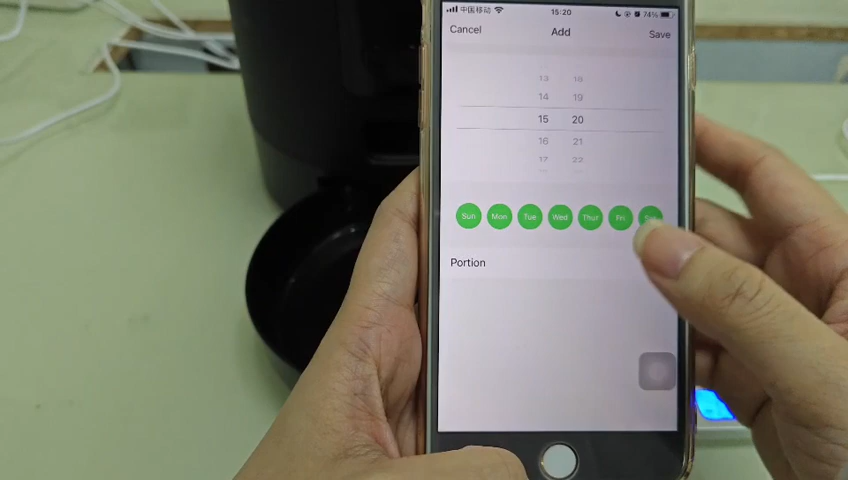 中国移动 15:20 74%
Cancel Add Save
13 18
14 19
15 20
16 21
17 22
Sun Mon Tue Wed Thur Fri
Portion